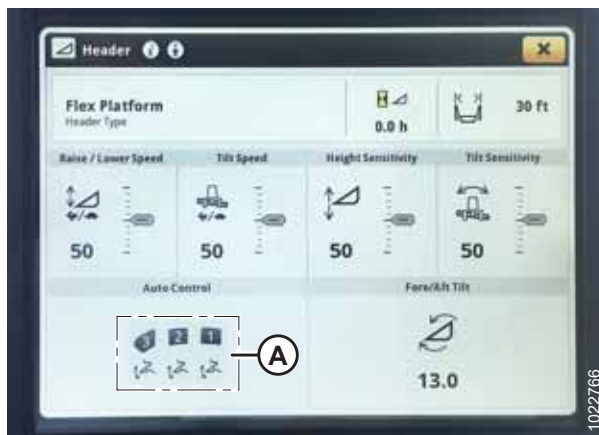 Header
Flex Platform
Header Type
0.0 h
30 ft
Raise / Lower Speed
Tilt Speed
Height Sensitivity
Tilt Sensitivity
50
50
50
50
Auto Control
Fore/Aft Tilt
3 2 1
A
13.0
1022766